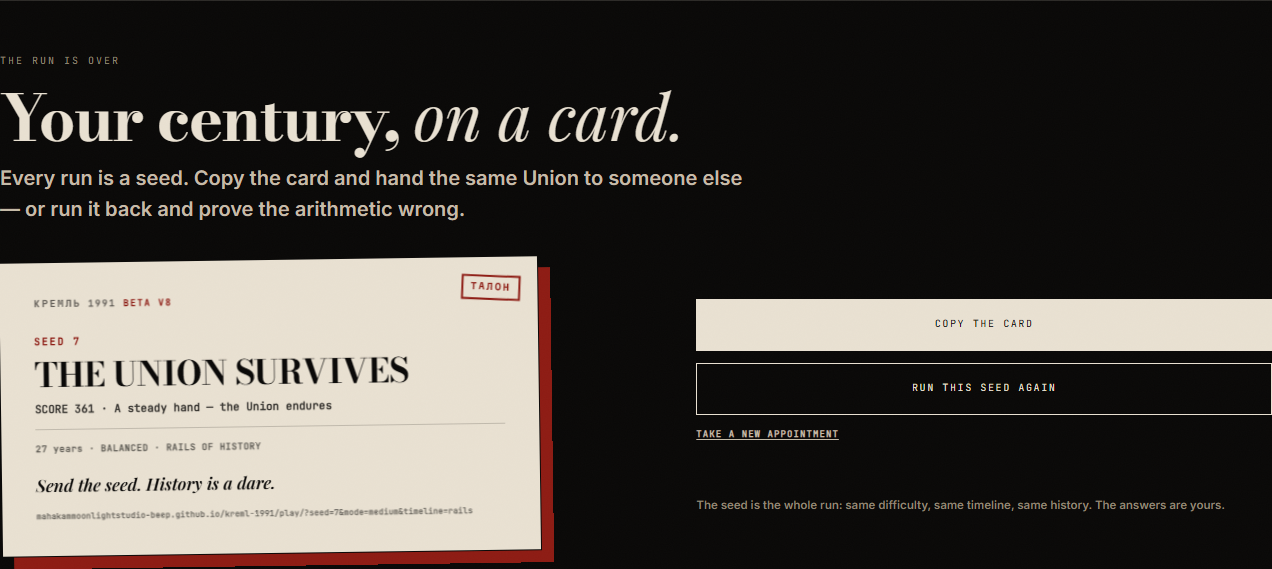 THE RUN IS OVER
Your century, on a card.
Every run is a seed. Copy the card and hand the same Union to someone else
— or run it back and prove the arithmetic wrong.
ТАЛОН
КРЕМЛЬ 1991 BETA V8
SEED 7
THE UNION SURVIVES
SCORE 361 · A steady hand — the Union endures
27 years · BALANCED · RAILS OF HISTORY
Send the seed. History is a dare.
mahakammoonlightstudio-beep.github.io/kreml-1991/play/?seed=7&mode=medium&timeline=rails
COPY THE CARD
RUN THIS SEED AGAIN
TAKE A NEW APPOINTMENT
The seed is the whole run: same difficulty, same timeline, same history. The answers are yours.